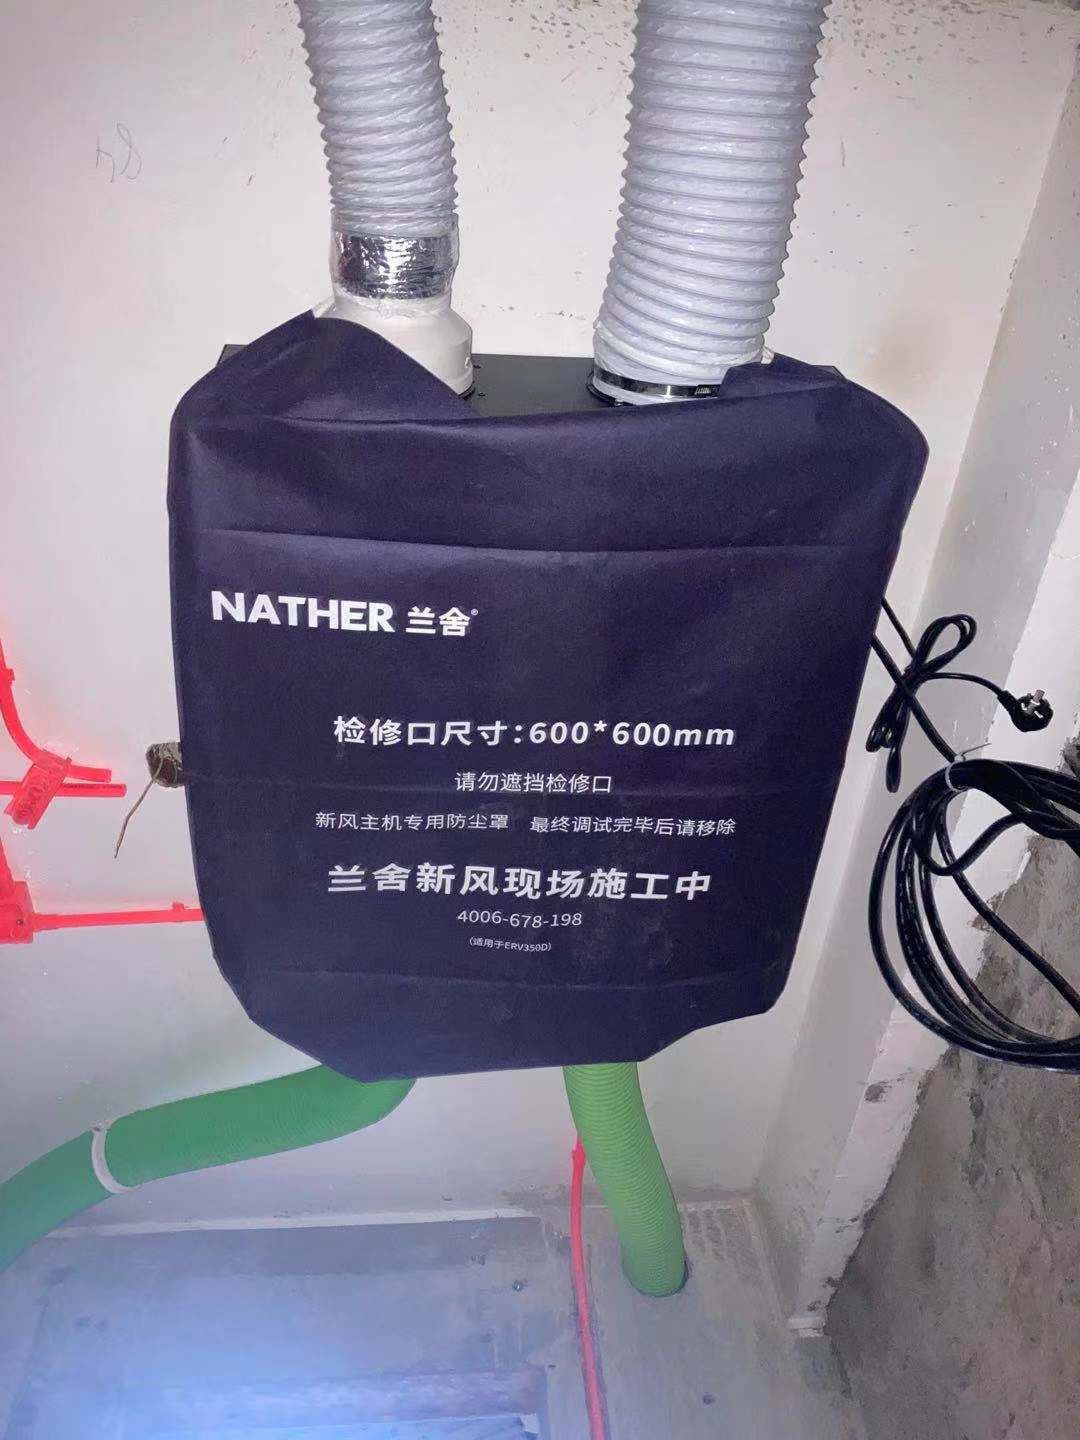 NATHER 兰舍®
检修口尺寸:600*600mm
请勿遮挡检修口
新风主机专用防尘罩 最终调试完毕后请移除
兰舍新风现场施工中
4006-678-198
(适用于ERV350D)